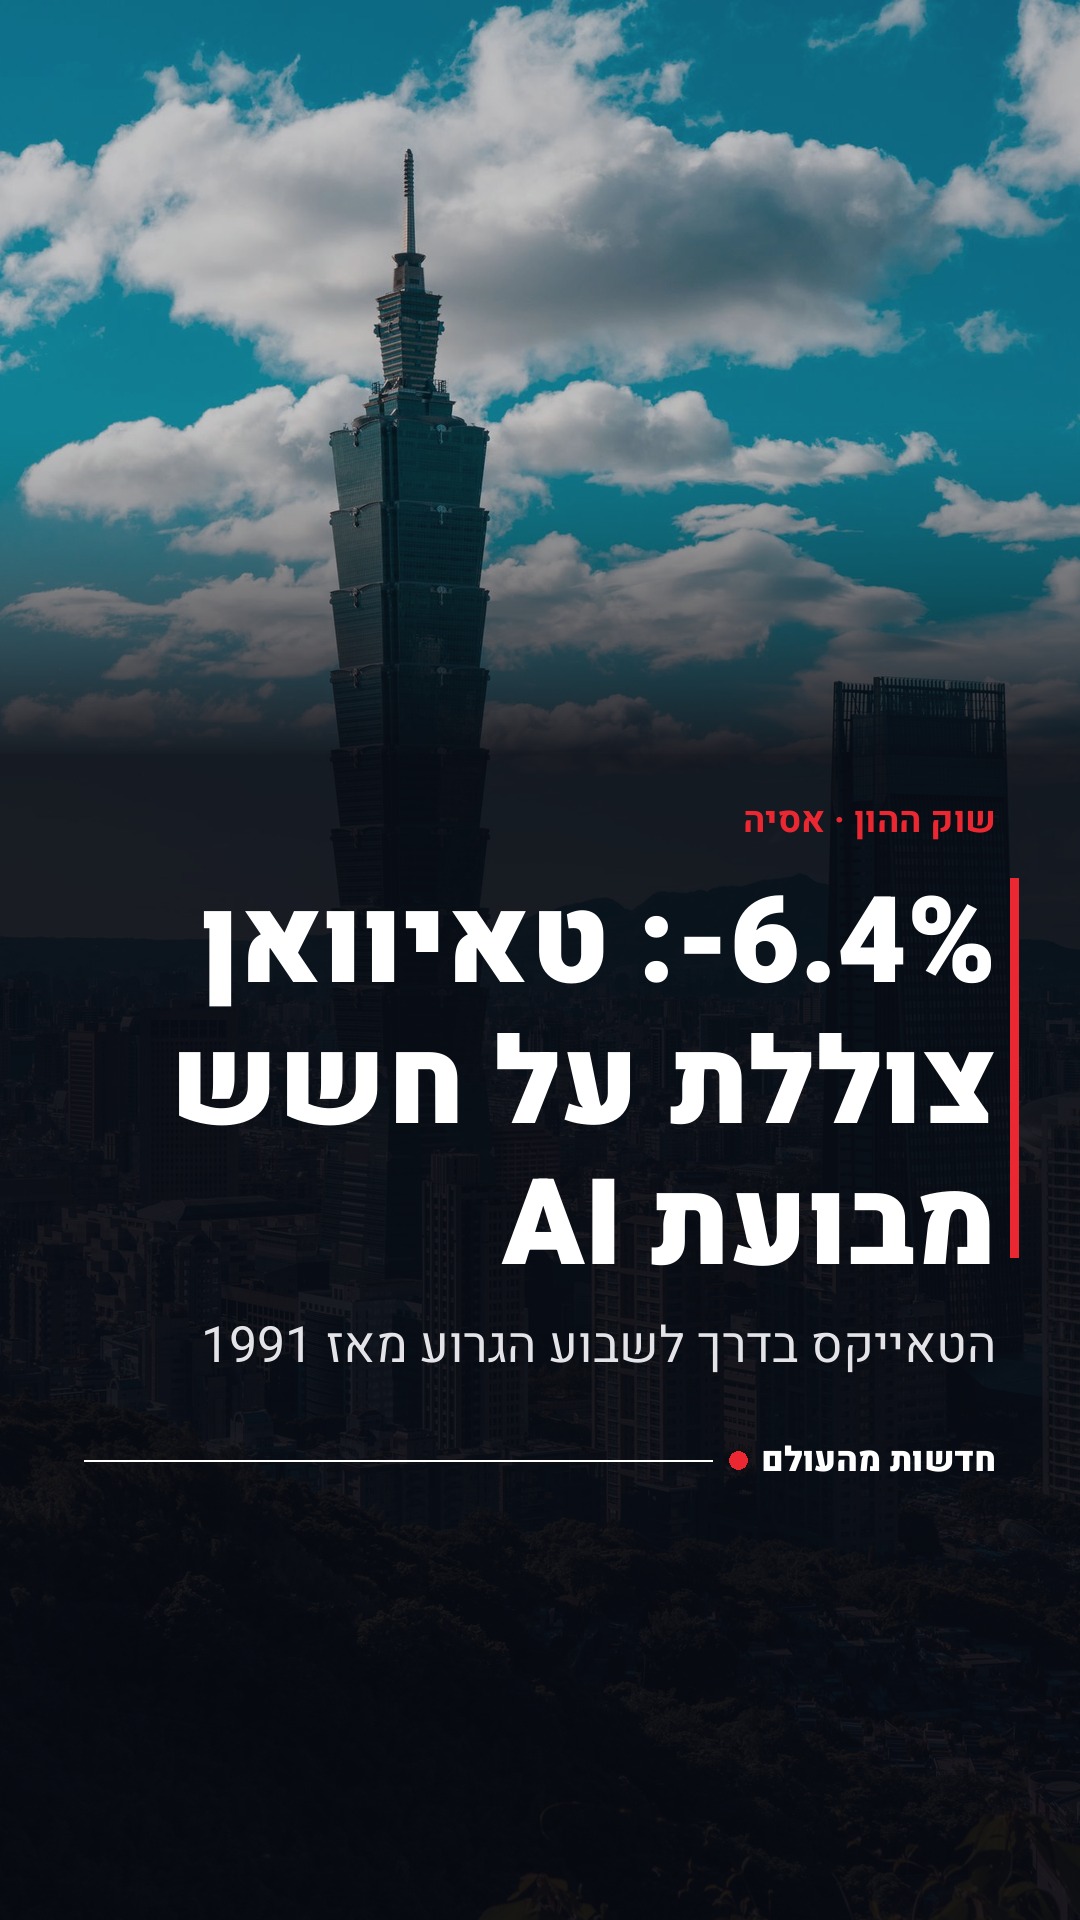 שוק ההון · אסיה
6.4%-: טאיוואן
צוללת על חשש
מבועת AI
הטאייקס בדרך לשבוע הגרוע מאז 1991
חדשות מהעולם